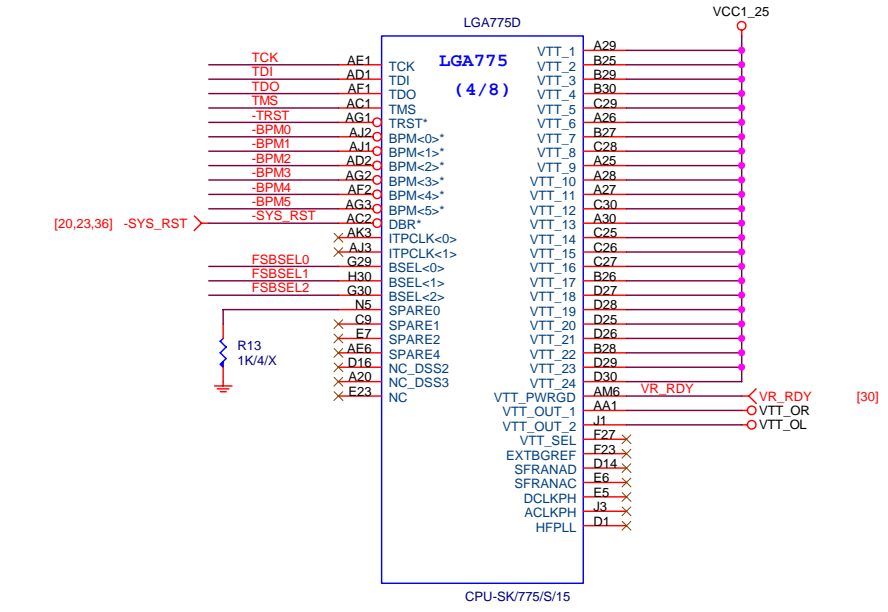 VCC1_25
LGA775D
LGA775
(4/8)
TCK AE1 TCK
TDI AD1 TDI
TDO AF1 TDO
TMS AC1 TMS
-TRST AG1 TRST*
-BPM0 AJ2 BPM<0>*
-BPM1 AJ1 BPM<1>*
-BPM2 AD2 BPM<2>*
-BPM3 AG2 BPM<3>*
-BPM4 AF2 BPM<4>*
-BPM5 AG3 BPM<5>*
[20,23,36] -SYS_RST -SYS_RST AC2 DBR*
AK3 ITPCLK<0>
AJ3 ITPCLK<1>
FSBSEL0 G29 BSEL<0>
FSBSEL1 H30 BSEL<1>
FSBSEL2 G30 BSEL<2>
N5 SPARE0
C9 SPARE1
E7 SPARE2
AE6 SPARE4
D16 NC_DSS2
A20 NC_DSS3
E23 NC
R13
1K/4/X
VTT_1 A29
VTT_2 B25
VTT_3 B29
VTT_4 B30
VTT_5 C29
VTT_6 A26
VTT_7 B27
VTT_8 C28
VTT_9 A25
VTT_10 A28
VTT_11 A27
VTT_12 C30
VTT_13 A30
VTT_14 C25
VTT_15 C26
VTT_16 C27
VTT_17 B26
VTT_18 D27
VTT_19 D28
VTT_20 D25
VTT_21 D26
VTT_22 B28
VTT_23 D29
VTT_24 D30
VTT_PWRGD AM6 VR_RDY VR_RDY [30]
VTT_OUT_1 AA1 VTT_OR
VTT_OUT_2 J1 VTT_OL
VTT_SEL F27
EXTBGREF F23
SFRANAD D14
SFRANAC E6
DCLKPH E5
ACLKPH J3
HFPLL D1
CPU-SK/775/S/15